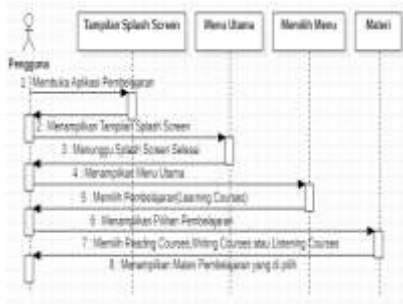 Tampilan Splash Screen
Menu Utama
Memilih Menu
Materi
Pengguna
1 : Membuka Aplikasi Pembelajaran
2 : Menampilkan Tampilan Splash Screen
3 : Menunggu Splash Screen Selesai
4 : Menampilkan Menu Utama
5 : Memilih Pembelajaran(Learning Courses)
6 : Menampilkan Pilihan Pembelajaran
7 : Memilih Reading Courses,Writing Courses atau Listening Courses
8 : Menampilkan Materi Pembelajaran yang di pilih